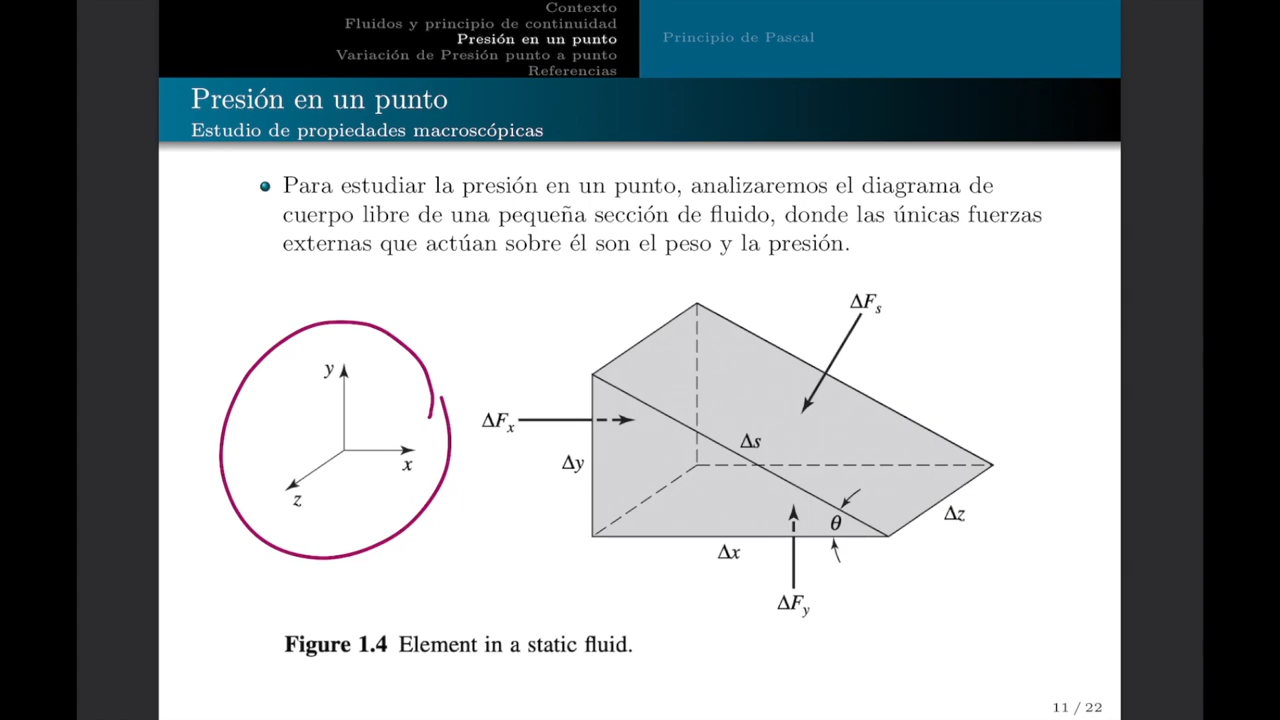 Contexto
Fluidos y principio de continuidad
Presión en un punto
Variación de Presión punto a punto
Referencias
Principio de Pascal
Presión en un punto
Estudio de propiedades macroscópicas
Para estudiar la presión en un punto, analizaremos el diagrama de
cuerpo libre de una pequeña sección de fluido, donde las únicas fuerzas
externas que actúan sobre él son el peso y la presión.
y
x
z
ΔFs
ΔFx
Δs
Δy
θ
Δz
Δx
ΔFy
Figure 1.4 Element in a static fluid.
11 / 22